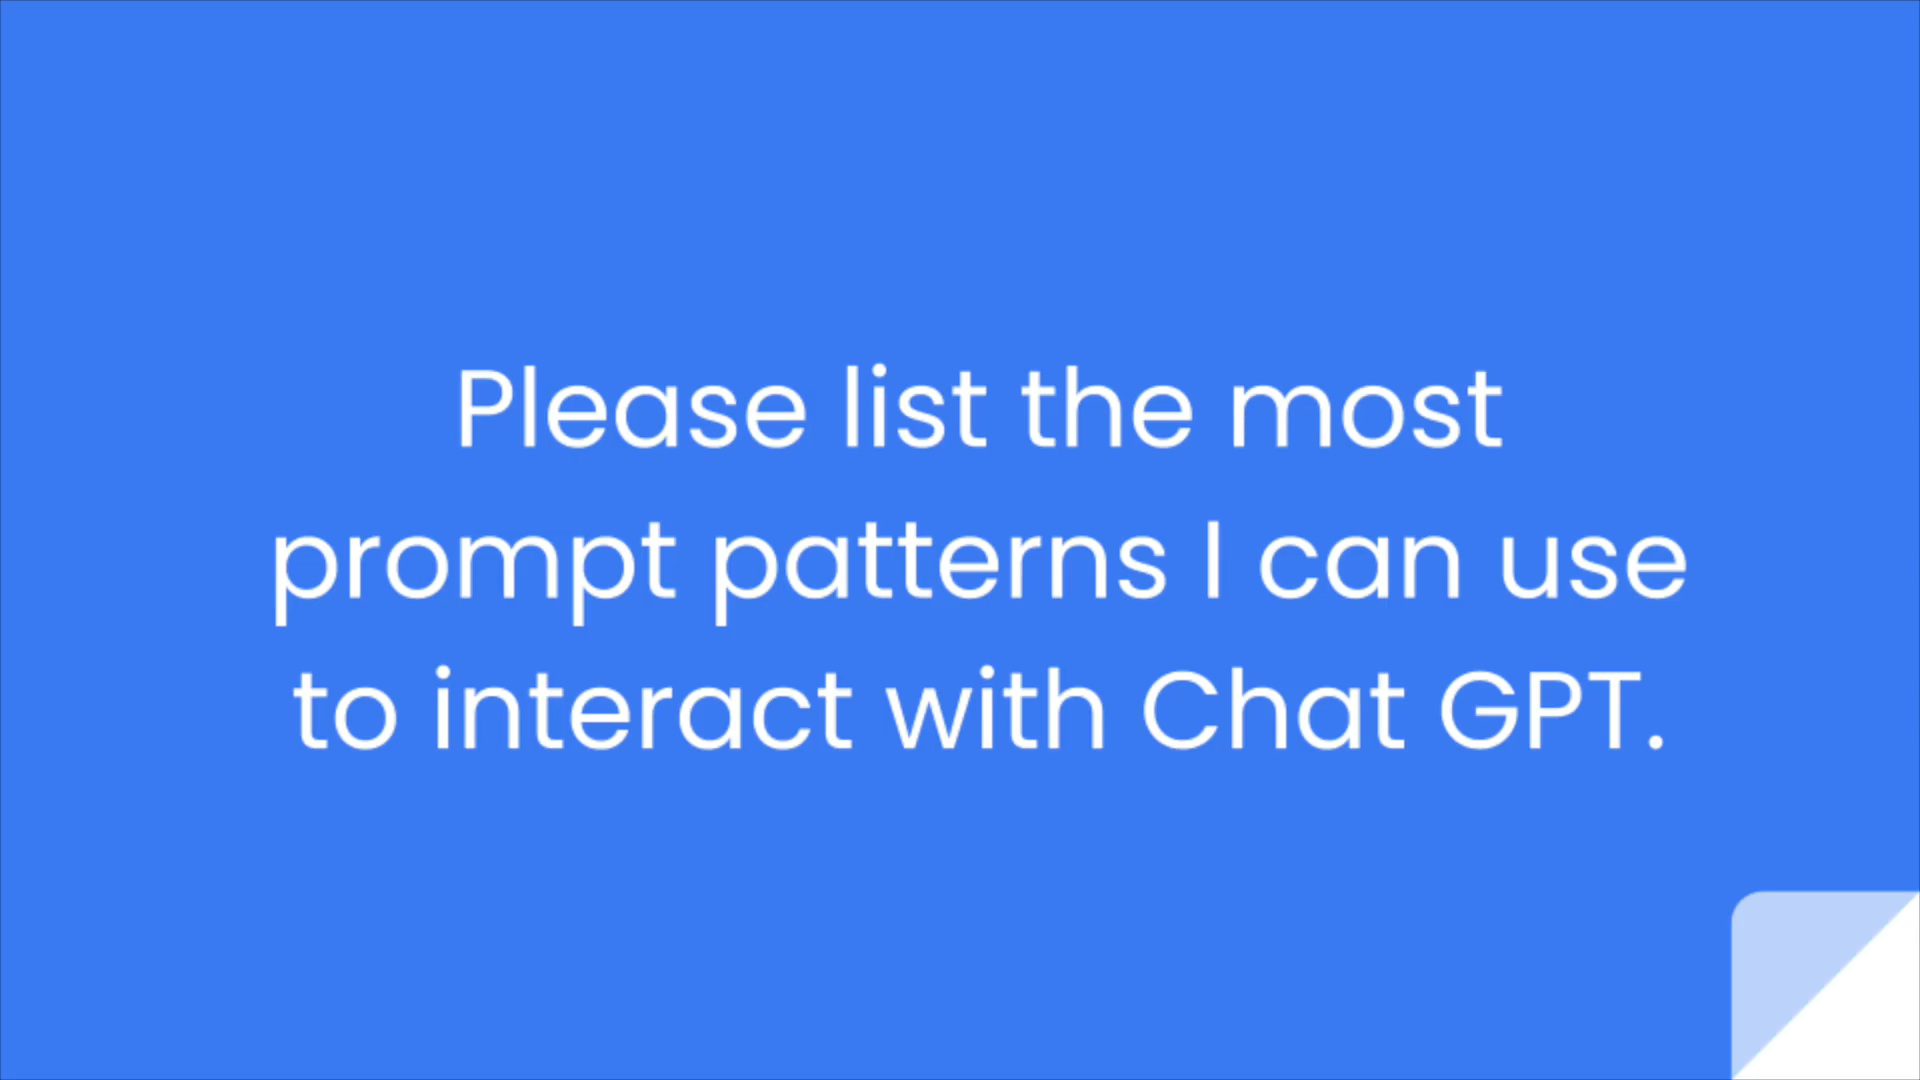 Please list the most
prompt patterns I can use
to interact with Chat GPT.